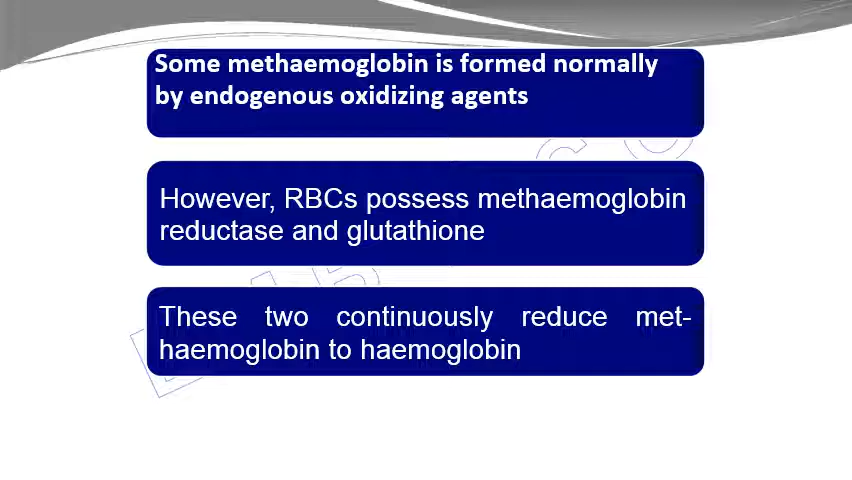 Some methaemoglobin is formed normally
by endogenous oxidizing agents
However, RBCs possess methaemoglobin
reductase and glutathione
These two continuously reduce met-
haemoglobin to haemoglobin